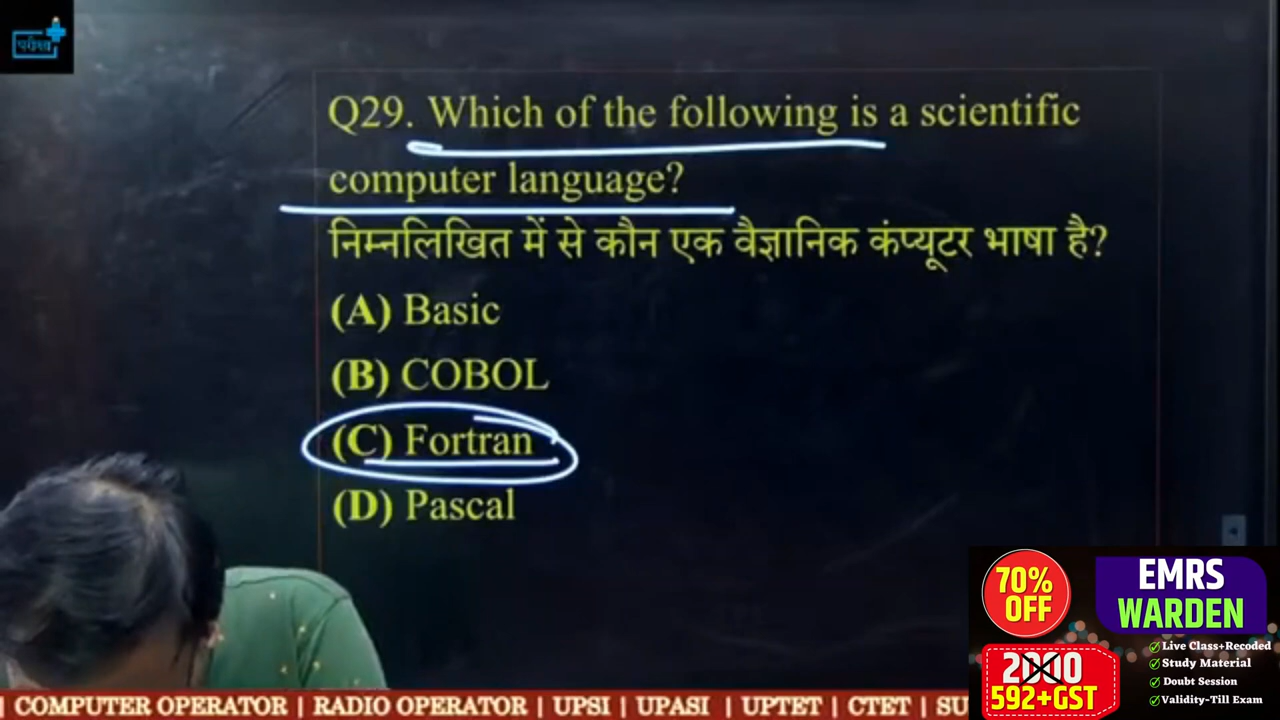 परीक्षा
Q29. Which of the following is a scientific
computer language?
निम्नलिखित में से कौन एक वैज्ञानिक कंप्यूटर भाषा है?
(A) Basic
(B) COBOL
(C) Fortran
(D) Pascal
70%
OFF
EMRS
WARDEN
2000
592+GST
Live Class+Recoded
Study Material
Doubt Session
Validity-Till Exam
| COMPUTER OPERATOR | RADIO OPERATOR | UPSI | UPASI | UPTET | CTET | SU